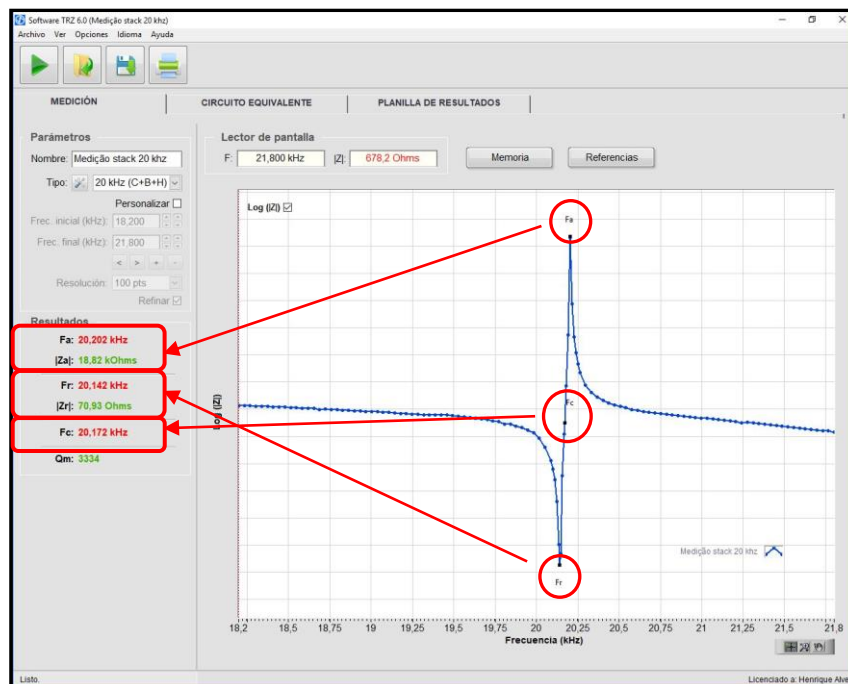 Software TRZ 6.0 (Medição stack 20 khz)
Archivo Ver Opciones Idioma Ayuda
MEDICIÓN CIRCUITO EQUIVALENTE PLANILLA DE RESULTADOS
Parámetros
Nombre: Medição stack 20 khz
Tipo: 20 kHz (C+B+H)
Personalizar
Frec. inicial (kHz): 18,200
Frec. final (kHz): 21,800
< > + -
Resolución: 100 pts
Refinar
Resultados
Fa: 20,202 kHz
|Za|: 18,82 kOhms
Fr: 20,142 kHz
|Zr|: 70,93 Ohms
Fc: 20,172 kHz
Qm: 3334
Lector de pantalla
F: 21,800 kHz |Z|: 678,2 Ohms
Memoria Referencias
Log (|Z|)
Fa
Fc
Log (|Z|)
Medição stack 20 khz
Fr
18,2 18,5 18,75 19 19,25 19,5 19,75 20 20,25 20,5 20,75 21 21,25 21,5 21,8
Frecuencia (kHz)
Listo. Licenciado a: Henrique Alve